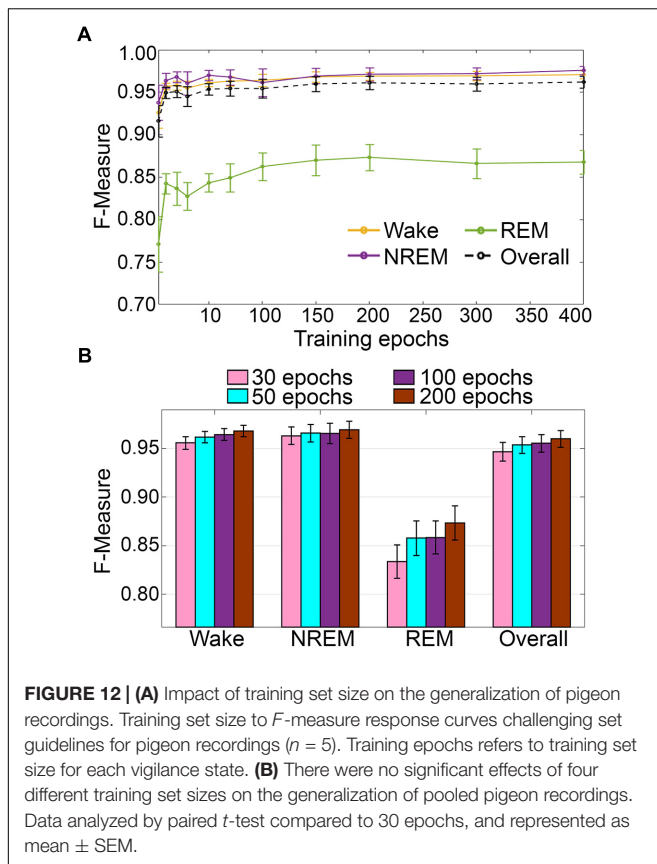 A
1.00
0.95
0.90
0.85
0.80
0.75
0.70
F-Measure
Wake
REM
NREM
Overall
10 100 150 200 300 400
Training epochs
B
30 epochs
100 epochs
50 epochs
200 epochs
0.95
0.90
0.85
0.80
F-Measure
Wake NREM REM Overall
FIGURE 12 | (A) Impact of training set size on the generalization of pigeon
recordings. Training set size to F-measure response curves challenging set
guidelines for pigeon recordings (n = 5). Training epochs refers to training set
size for each vigilance state. (B) There were no significant effects of four
different training set sizes on the generalization of pooled pigeon recordings.
Data analyzed by paired t-test compared to 30 epochs, and represented as
mean ± SEM.